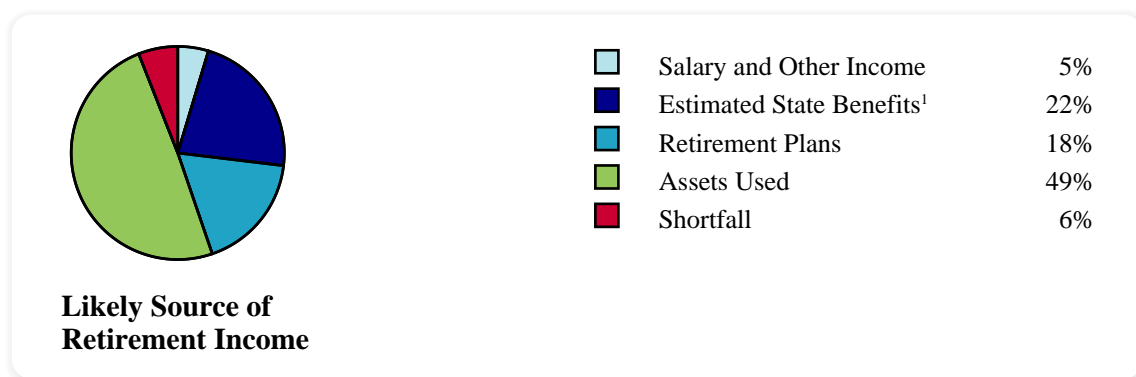 Salary and Other Income 5%
Estimated State Benefits¹ 22%
Retirement Plans 18%
Assets Used 49%
Shortfall 6%
Likely Source of
Retirement Income